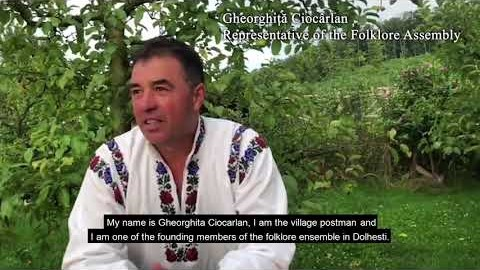 Gheorghiță Ciocârlan
Representative of the Folklore Assembly
My name is Gheorghita Ciocarlan, I am the village postman and
I am one of the founding members of the folklore ensemble in Dolhesti.